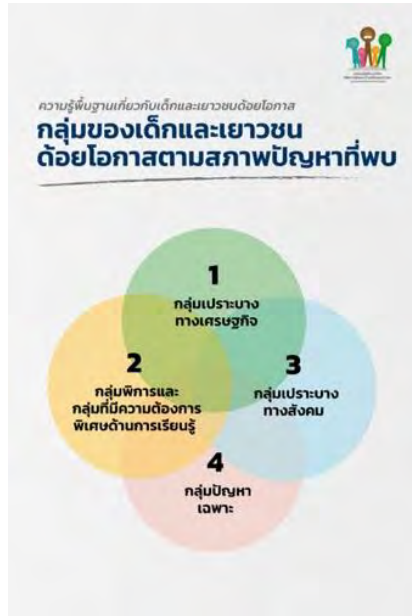 ความรู้พื้นฐานเกี่ยวกับเด็กและเยาวชนด้อยโอกาส
กลุ่มของเด็กและเยาวชน
ด้อยโอกาสตามสภาพปัญหาที่พบ
1
กลุ่มเปราะบาง
ทางเศรษฐกิจ
2
กลุ่มพิการและ
กลุ่มที่มีความต้องการ
พิเศษด้านการเรียนรู้
3
กลุ่มเปราะบาง
ทางสังคม
4
กลุ่มปัญหา
เฉพาะ